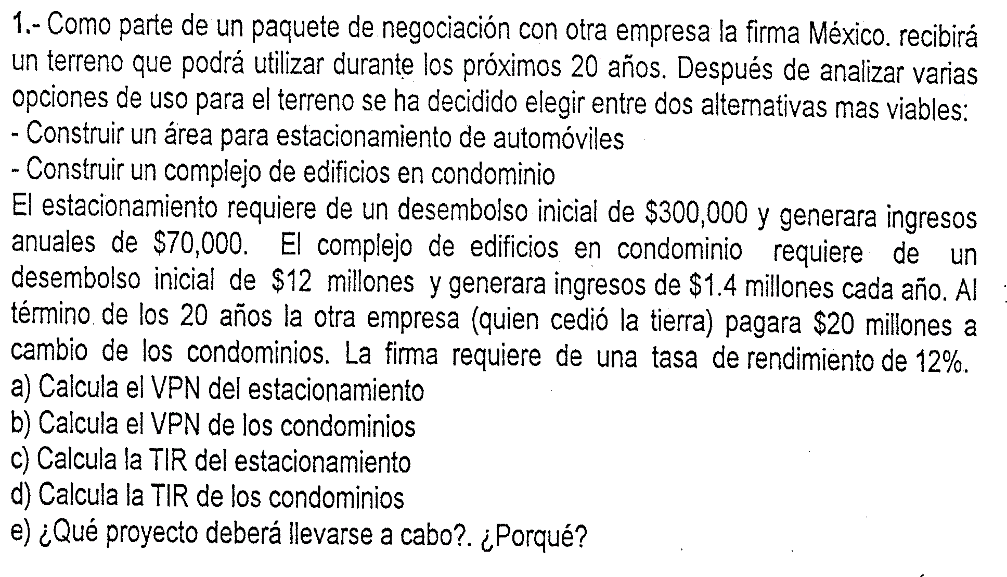 1.- Como parte de un paquete de negociación con otra empresa la firma México. recibirá
un terreno que podrá utilizar durante los próximos 20 años. Después de analizar varias
opciones de uso para el terreno se ha decidido elegir entre dos alternativas mas viables:
- Construir un área para estacionamiento de automóviles
- Construir un complejo de edificios en condominio
El estacionamiento requiere de un desembolso inicial de $300,000 y generara ingresos
anuales de $70,000. El complejo de edificios en condominio requiere de un
desembolso inicial de $12 millones y generara ingresos de $1.4 millones cada año. Al
término de los 20 años la otra empresa (quien cedió la tierra) pagara $20 millones a
cambio de los condominios. La firma requiere de una tasa de rendimiento de 12%.
a) Calcula el VPN del estacionamiento
b) Calcula el VPN de los condominios
c) Calcula la TIR del estacionamiento
d) Calcula la TIR de los condominios
e) ¿Qué proyecto deberá llevarse a cabo?. ¿Porqué?